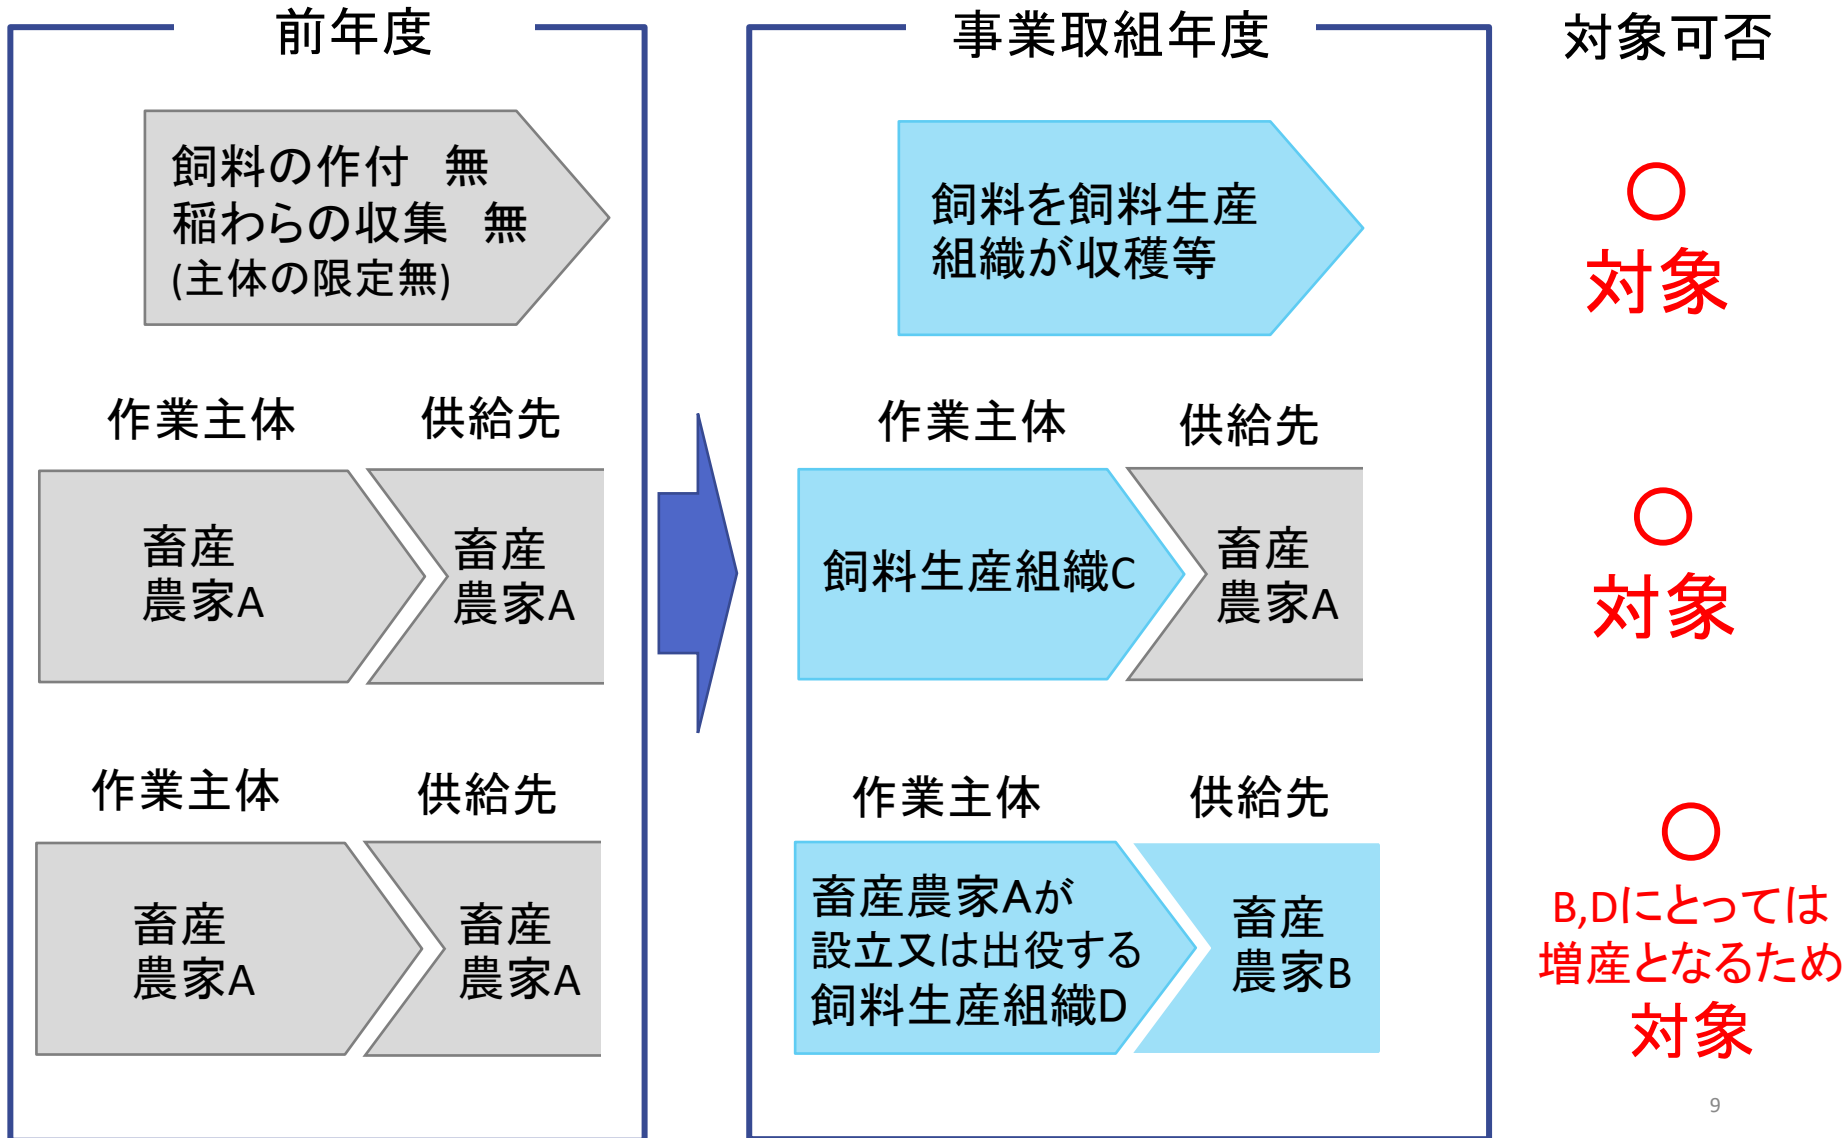 前年度
事業取組年度
対象可否
飼料の作付　無
稲わらの収集　無
(主体の限定無)
飼料を飼料生産
組織が収穫等
〇
対象
作業主体
供給先
作業主体
供給先
畜産
農家A
畜産
農家A
飼料生産組織C
畜産
農家A
〇
対象
作業主体
供給先
作業主体
供給先
畜産
農家A
畜産
農家A
畜産農家Aが
設立又は出役する
飼料生産組織D
畜産
農家B
〇
B,Dにとっては
増産となるため
対象
9